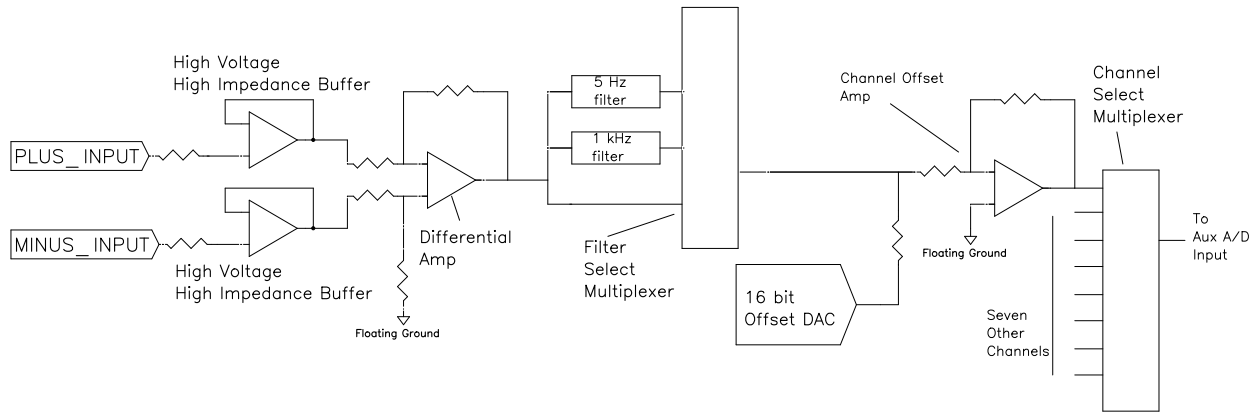 High Voltage
High Impedance Buffer
PLUS_INPUT
MINUS_INPUT
High Voltage
High Impedance Buffer
Differential
Amp
Floating Ground
5 Hz
filter
1 kHz
filter
Filter
Select
Multiplexer
16 bit
Offset DAC
Channel Offset
Amp
Floating Ground
Channel
Select
Multiplexer
Seven
Other
Channels
To
Aux A/D
Input